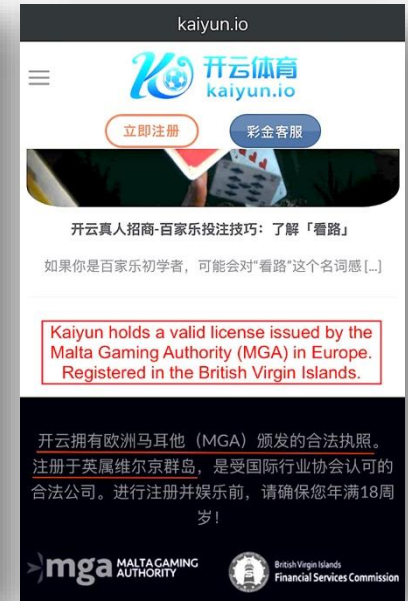 kaiyun.io
开云体育
kaiyun.io
立即注册
彩金客服
开云真人招商-百家乐投注技巧：了解「看路」
如果你是百家乐初学者，可能会对“看路”这个名词感 [...]
Kaiyun holds a valid license issued by the
Malta Gaming Authority (MGA) in Europe.
Registered in the British Virgin Islands.
开云拥有欧洲马耳他（MGA）颁发的合法执照。
注册于英属维尔京群岛，是受国际行业协会认可的
合法公司。进行注册并娱乐前，请确保您年满18周
岁！
mga MALTA GAMING
AUTHORITY
British Virgin Islands
Financial Services Commission